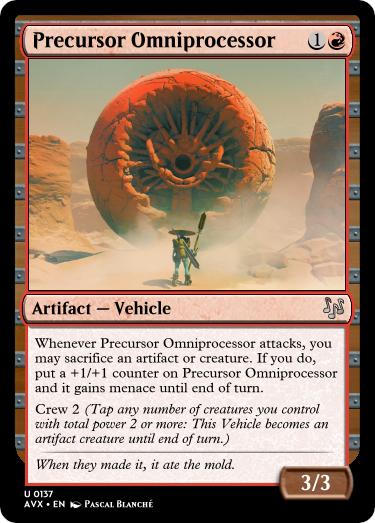 Precursor Omniprocessor 1
Artifact — Vehicle
Whenever Precursor Omniprocessor attacks, you
may sacrifice an artifact or creature. If you do,
put a +1/+1 counter on Precursor Omniprocessor
and it gains menace until end of turn.
Crew 2 (Tap any number of creatures you control
with total power 2 or more: This Vehicle becomes an
artifact creature until end of turn.)
When they made it, it ate the mold.
3/3
U 0137
AVX • EN Pascal Blanché